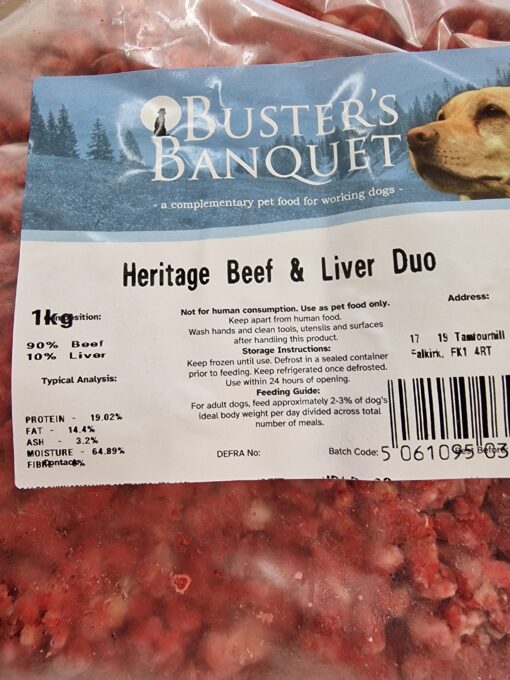 BUSTER'S
BANQUET
- a complementary pet food for working dogs -
Heritage Beef & Liver Duo
1kg
90% Beef
10% Liver
Typical Analysis:
PROTEIN - 19.02%
FAT - 14.4%
ASH - 3.2%
MOISTURE - 64.89%
Not for human consumption. Use as pet food only.
Keep apart from human food.
Wash hands and clean tools, utensils and surfaces
after handling this product.
Storage Instructions:
Keep frozen until use. Defrost in a sealed container
prior to feeding. Keep refrigerated once defrosted.
Use within 24 hours of opening.
Feeding Guide:
For adult dogs, feed approximately 2-3% of dog's
ideal body weight per day divided across total
number of meals.
DEFRA No:
Batch Code:
Address:
17 19 Tamfourhill
Falkirk, FK1 4RT
5 061095 03
Best Before